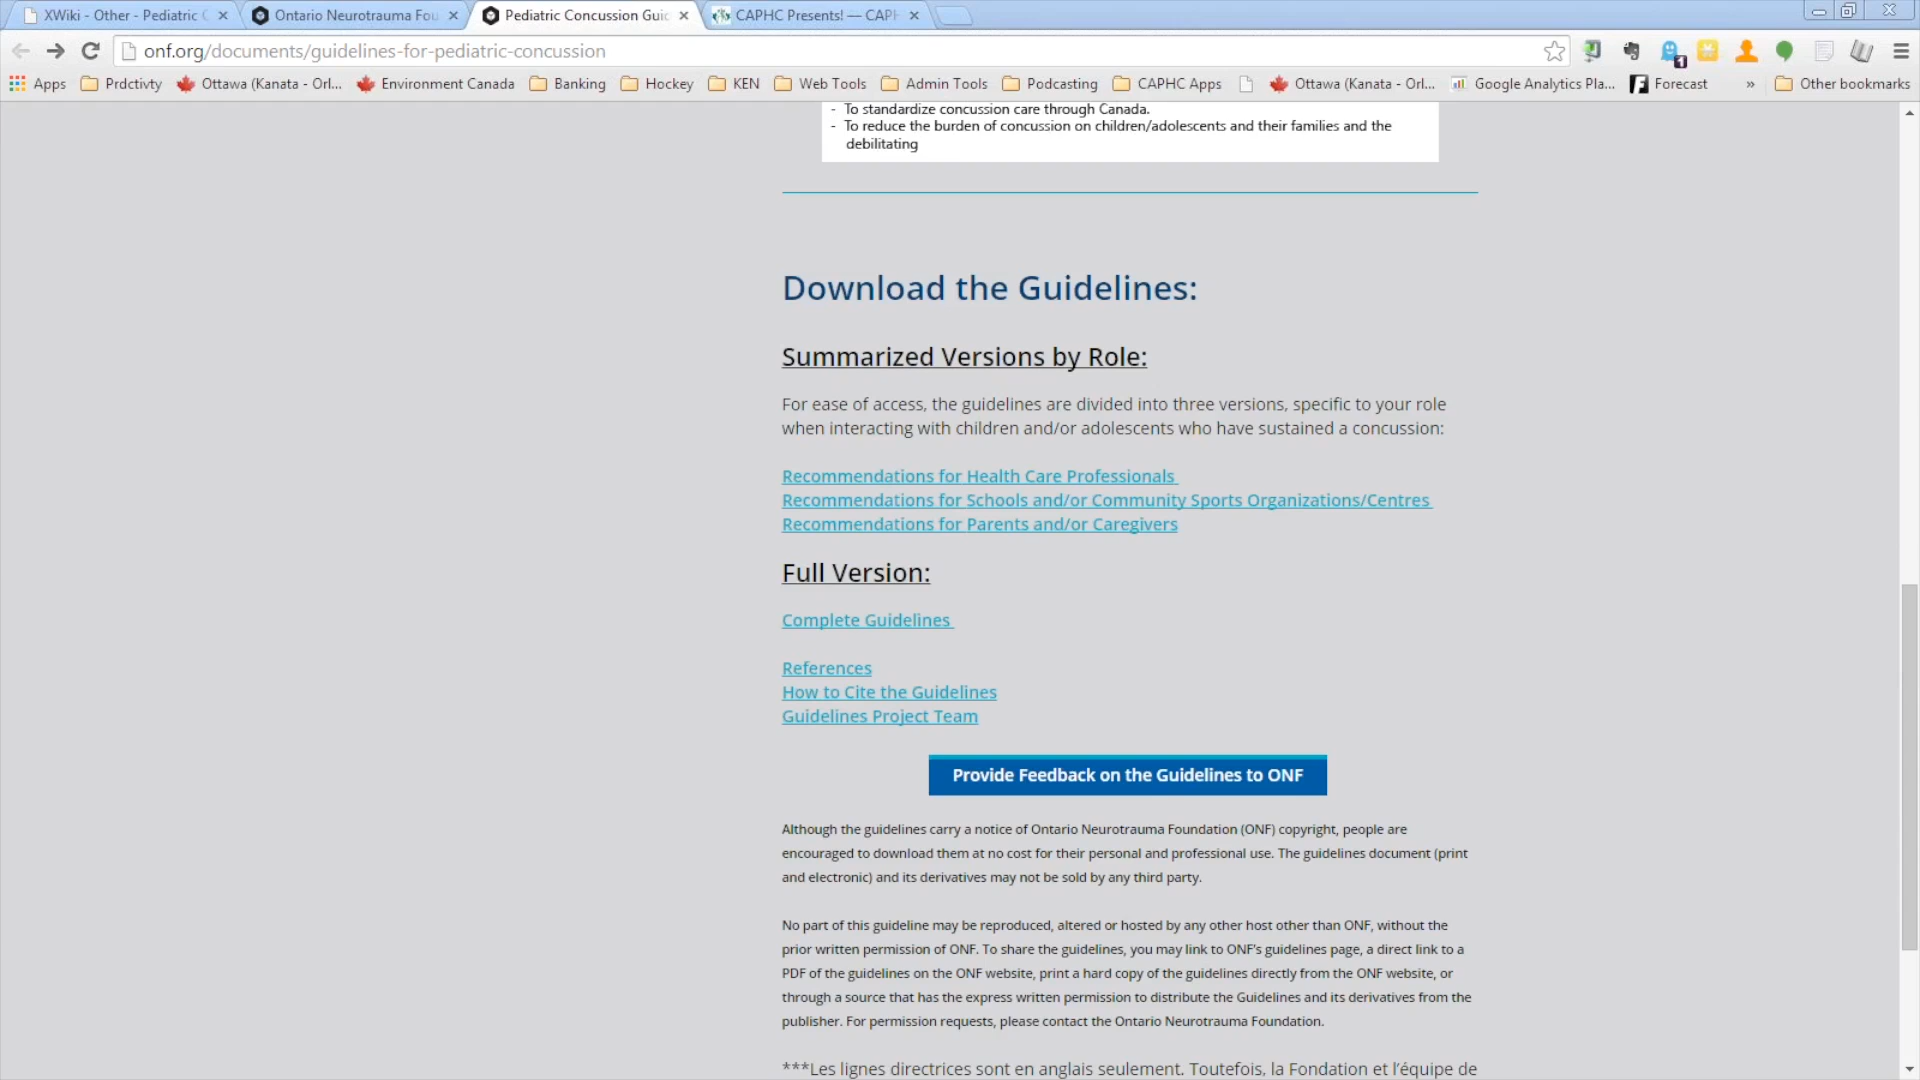 XWiki - Other - Pediatric C
Ontario Neurotrauma Fou
Pediatric Concussion Guid
CAPHC Presents! — CAPH
onf.org/documents/guidelines-for-pediatric-concussion
1
Apps
Prdctivty
Ottawa (Kanata - Orl...
Environment Canada
Banking
Hockey
KEN
Web Tools
Admin Tools
Podcasting
CAPHC Apps
Ottawa (Kanata - Orl...
Google Analytics Pla...
Forecast
»
Other bookmarks
- To standardize concussion care through Canada.
- To reduce the burden of concussion on children/adolescents and their families and the
debilitating
Download the Guidelines:
Summarized Versions by Role:
For ease of access, the guidelines are divided into three versions, specific to your role
when interacting with children and/or adolescents who have sustained a concussion:
Recommendations for Health Care Professionals
Recommendations for Schools and/or Community Sports Organizations/Centres
Recommendations for Parents and/or Caregivers
Full Version:
Complete Guidelines
References
How to Cite the Guidelines
Guidelines Project Team
Provide Feedback on the Guidelines to ONF
Although the guidelines carry a notice of Ontario Neurotrauma Foundation (ONF) copyright, people are
encouraged to download them at no cost for their personal and professional use. The guidelines document (print
and electronic) and its derivatives may not be sold by any third party.
No part of this guideline may be reproduced, altered or hosted by any other host other than ONF, without the
prior written permission of ONF. To share the guidelines, you may link to ONF's guidelines page, a direct link to a
PDF of the guidelines on the ONF website, print a hard copy of the guidelines directly from the ONF website, or
through a source that has the express written permission to distribute the Guidelines and its derivatives from the
publisher. For permission requests, please contact the Ontario Neurotrauma Foundation.
***Les lignes directrices sont en anglais seulement. Toutefois, la Fondation et l'équipe de